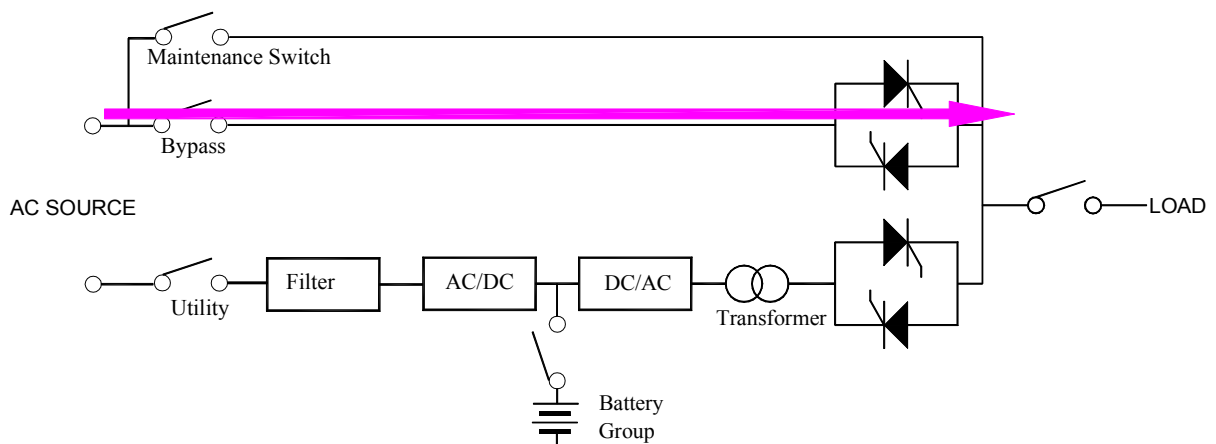 Maintenance Switch
Bypass
AC SOURCE
LOAD
Filter
AC/DC
DC/AC
Utility
Transformer
Battery
Group